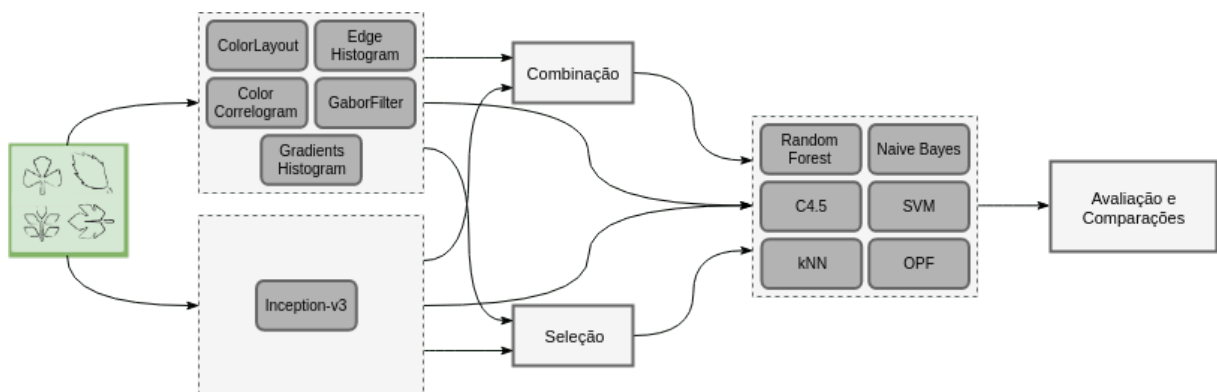 ColorLayout
Edge
Histogram
Color
Correlogram
GaborFilter
Gradients
Histogram
Inception-v3
Combinação
Seleção
Random
Forest
Naive Bayes
C4.5
SVM
kNN
OPF
Avaliação e
Comparações